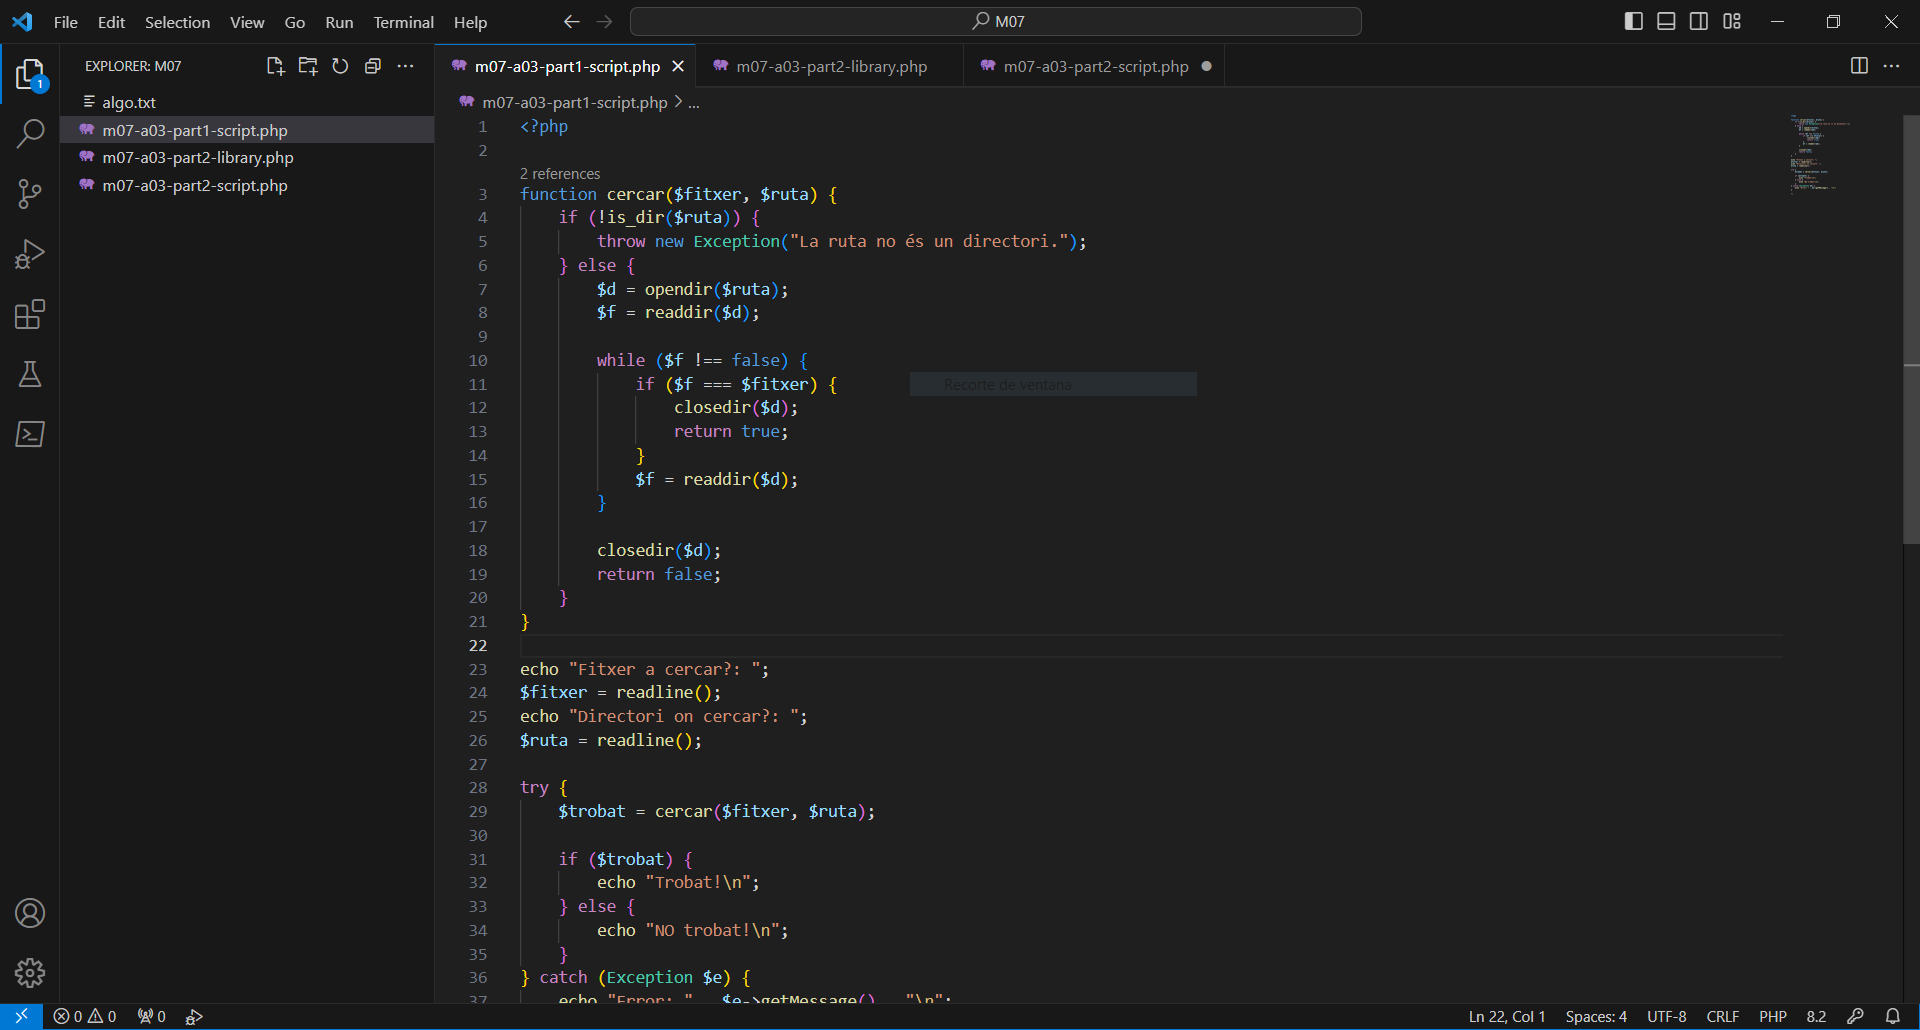 File Edit Selection View Go Run Terminal Help
M07
EXPLORER: M07
1
algo.txt
m07-a03-part1-script.php
m07-a03-part2-library.php
m07-a03-part2-script.php
m07-a03-part1-script.php m07-a03-part2-library.php m07-a03-part2-script.php
m07-a03-part1-script.php > ...
1 <?php
2
2 references
3 function cercar($fitxer, $ruta) {
4 if (!is_dir($ruta)) {
5 throw new Exception("La ruta no és un directori.");
6 } else {
7 $d = opendir($ruta);
8 $f = readdir($d);
9
10 while ($f !== false) {
11 if ($f === $fitxer) {
Recorte de ventana
12 closedir($d);
13 return true;
14 }
15 $f = readdir($d);
16 }
17
18 closedir($d);
19 return false;
20 }
21 }
22
23 echo "Fitxer a cercar?: ";
24 $fitxer = readline();
25 echo "Directori on cercar?: ";
26 $ruta = readline();
27
28 try {
29 $trobat = cercar($fitxer, $ruta);
30
31 if ($trobat) {
32 echo "Trobat!\n";
33 } else {
34 echo "NO trobat!\n";
35 }
36 } catch (Exception $e) {
37 echo "Error: " . $e->getMessage() . "\n";
0 0 0 Ln 22, Col 1 Spaces: 4 UTF-8 CRLF PHP 8.2